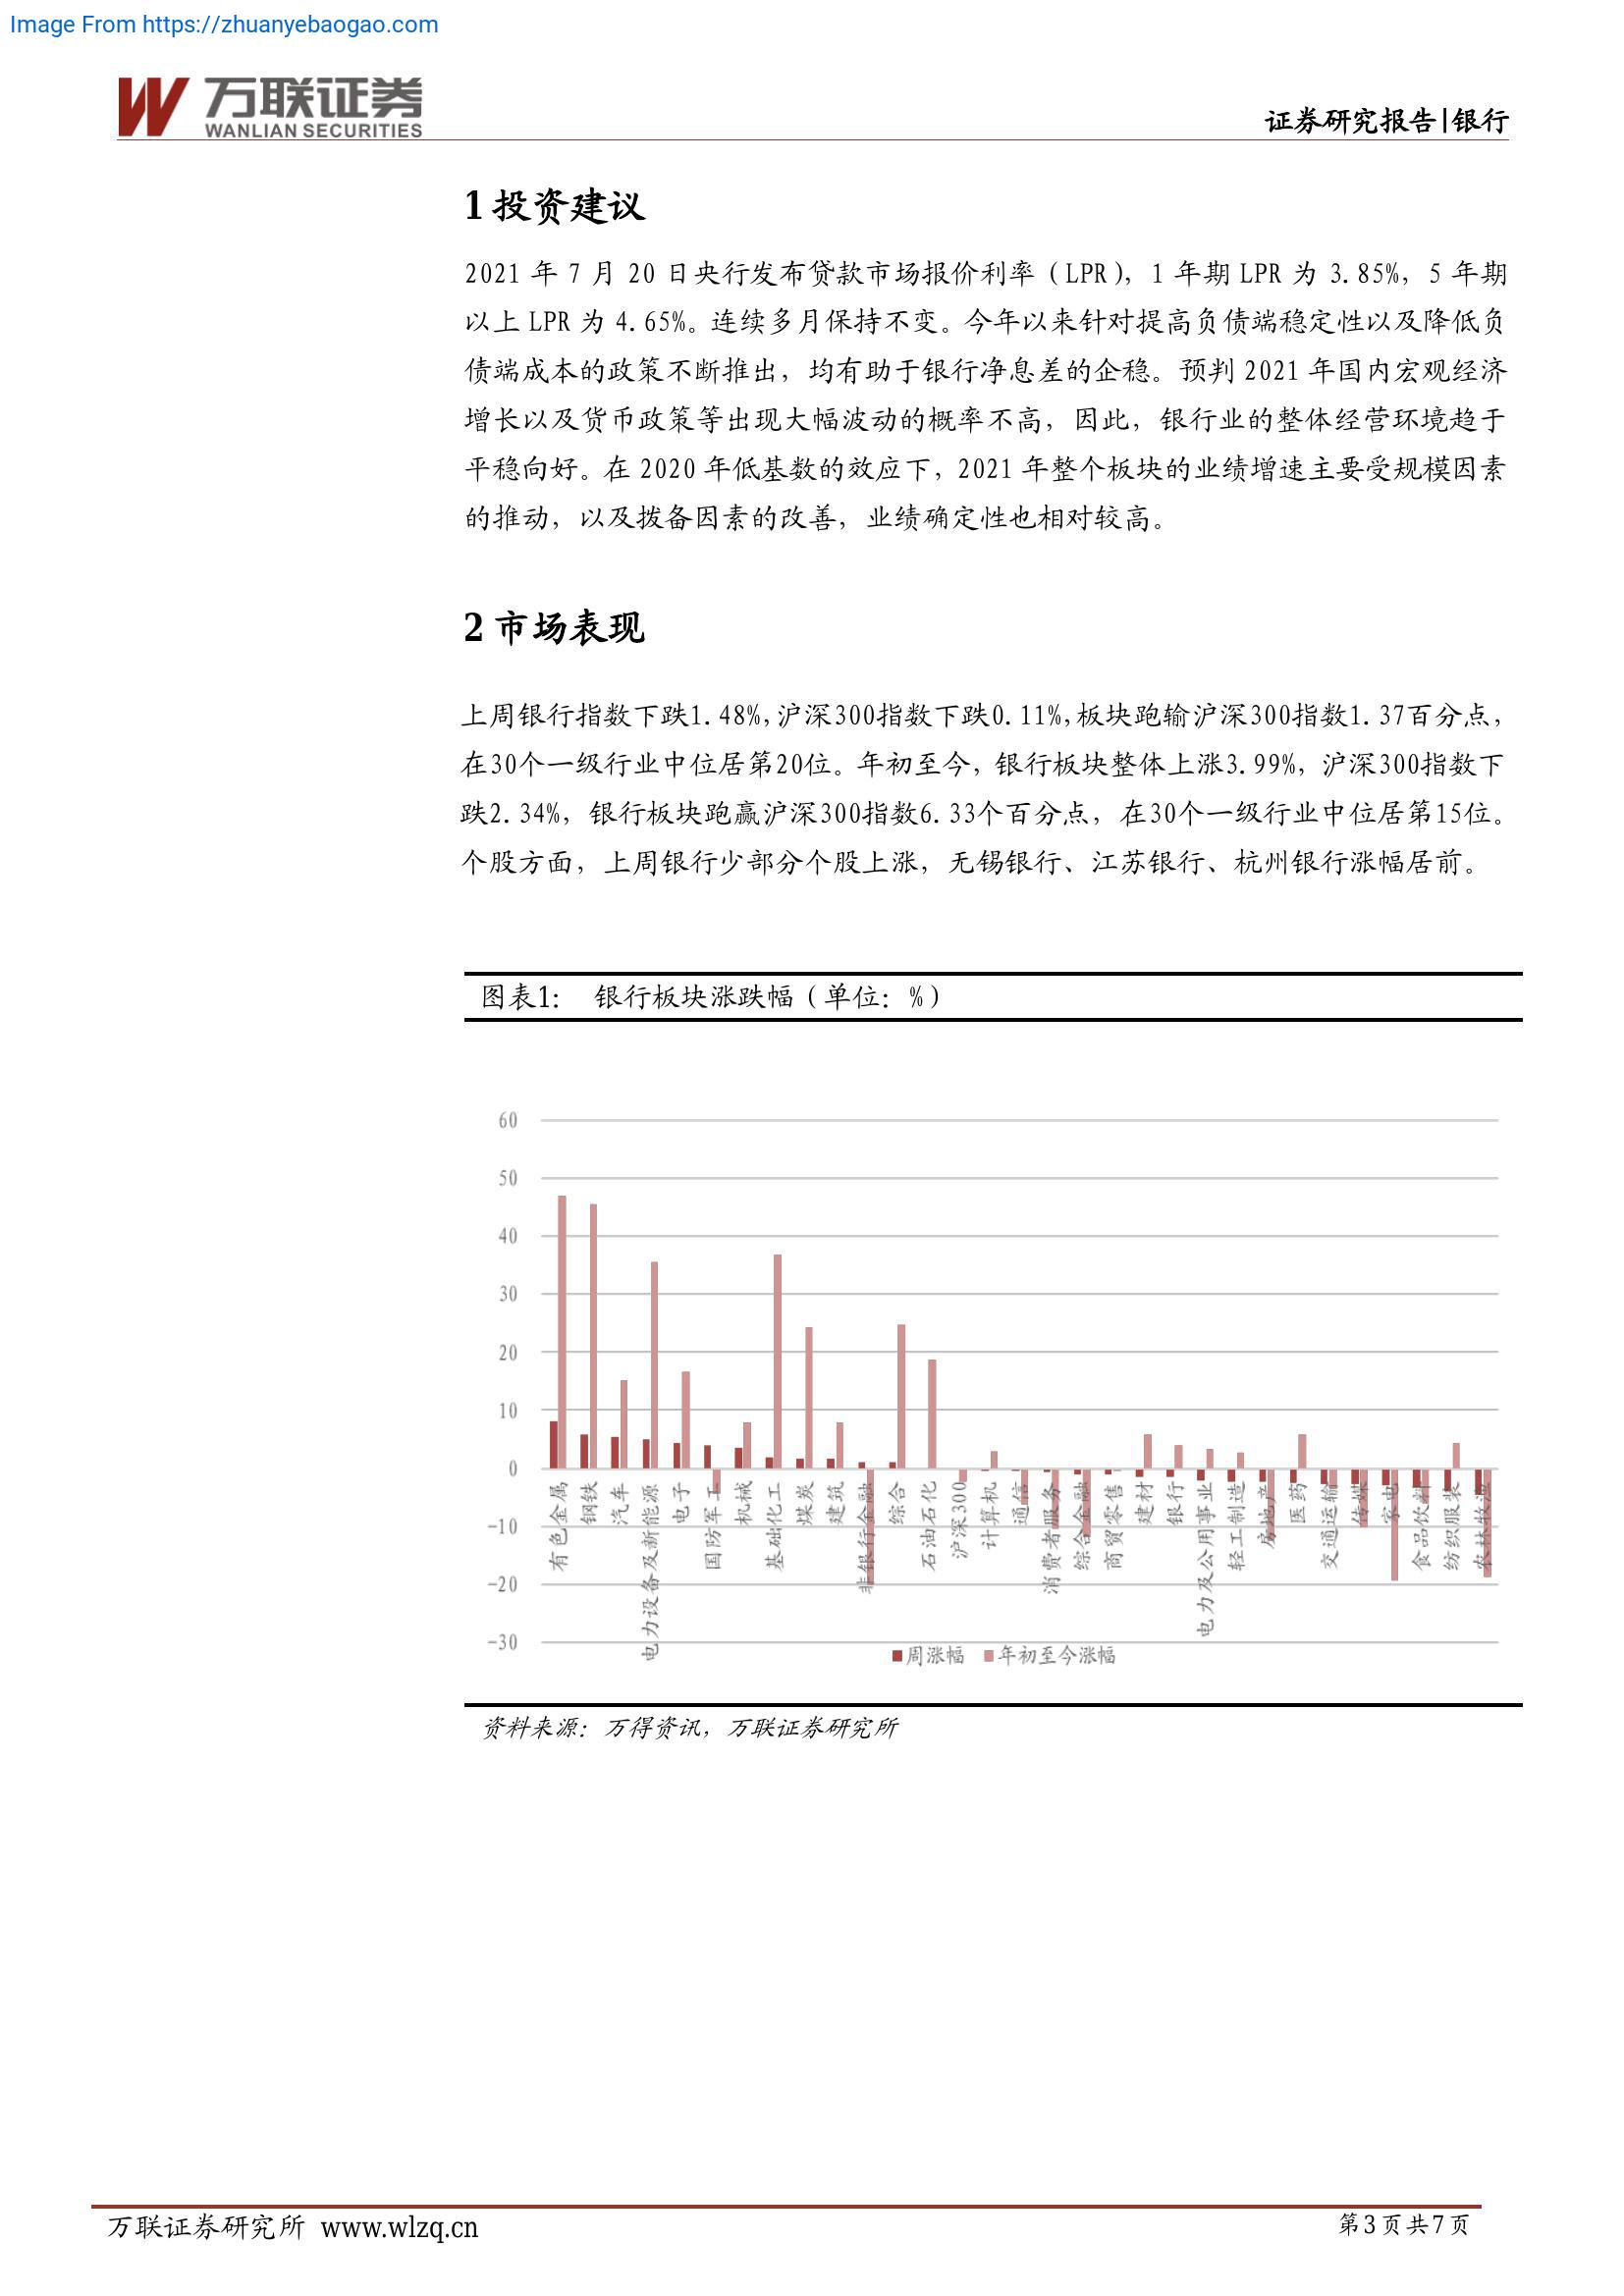 Image From https://zhuanyebaogao.com
万联证券
WANLIAN SECURITIES
证券研究报告|银行
1 投资建议
2021 年 7 月 20 日央行发布贷款市场报价利率（LPR），1 年期 LPR 为 3.85%，5 年期
以上 LPR 为 4.65%。连续多月保持不变。今年以来针对提高负债端稳定性以及降低负
债端成本的政策不断推出，均有助于银行净息差的企稳。预判 2021 年国内宏观经济
增长以及货币政策等出现大幅波动的概率不高，因此，银行业的整体经营环境趋于
平稳向好。在 2020 年低基数的效应下，2021 年整个板块的业绩增速主要受规模因素
的推动，以及拨备因素的改善，业绩确定性也相对较高。
2 市场表现
上周银行指数下跌1.48%，沪深300指数下跌0.11%，板块跑输沪深300指数1.37百分点，
在30个一级行业中位居第20位。年初至今，银行板块整体上涨3.99%，沪深300指数下
跌2.34%，银行板块跑赢沪深300指数6.33个百分点，在30个一级行业中位居第15位。
个股方面，上周银行少部分个股上涨，无锡银行、江苏银行、杭州银行涨幅居前。
图表1： 银行板块涨跌幅（单位：%）
60
50
40
30
20
10
0
-10
-20
-30
有色金属
钢铁
汽车
电力设备及新能源
电子
国防军工
机械
基础化工
煤炭
建筑
非银行金融
综合
石油石化
沪深300
计算机
通信
消费者服务
综合金融
商贸零售
建材
银行
电力及公用事业
轻工制造
房地产
医药
交通运输
传媒
家电
食品饮料
纺织服装
农林牧渔
周涨幅 年初至今涨幅
资料来源：万得资讯，万联证券研究所
万联证券研究所 www.wlzq.cn
第3页共7页